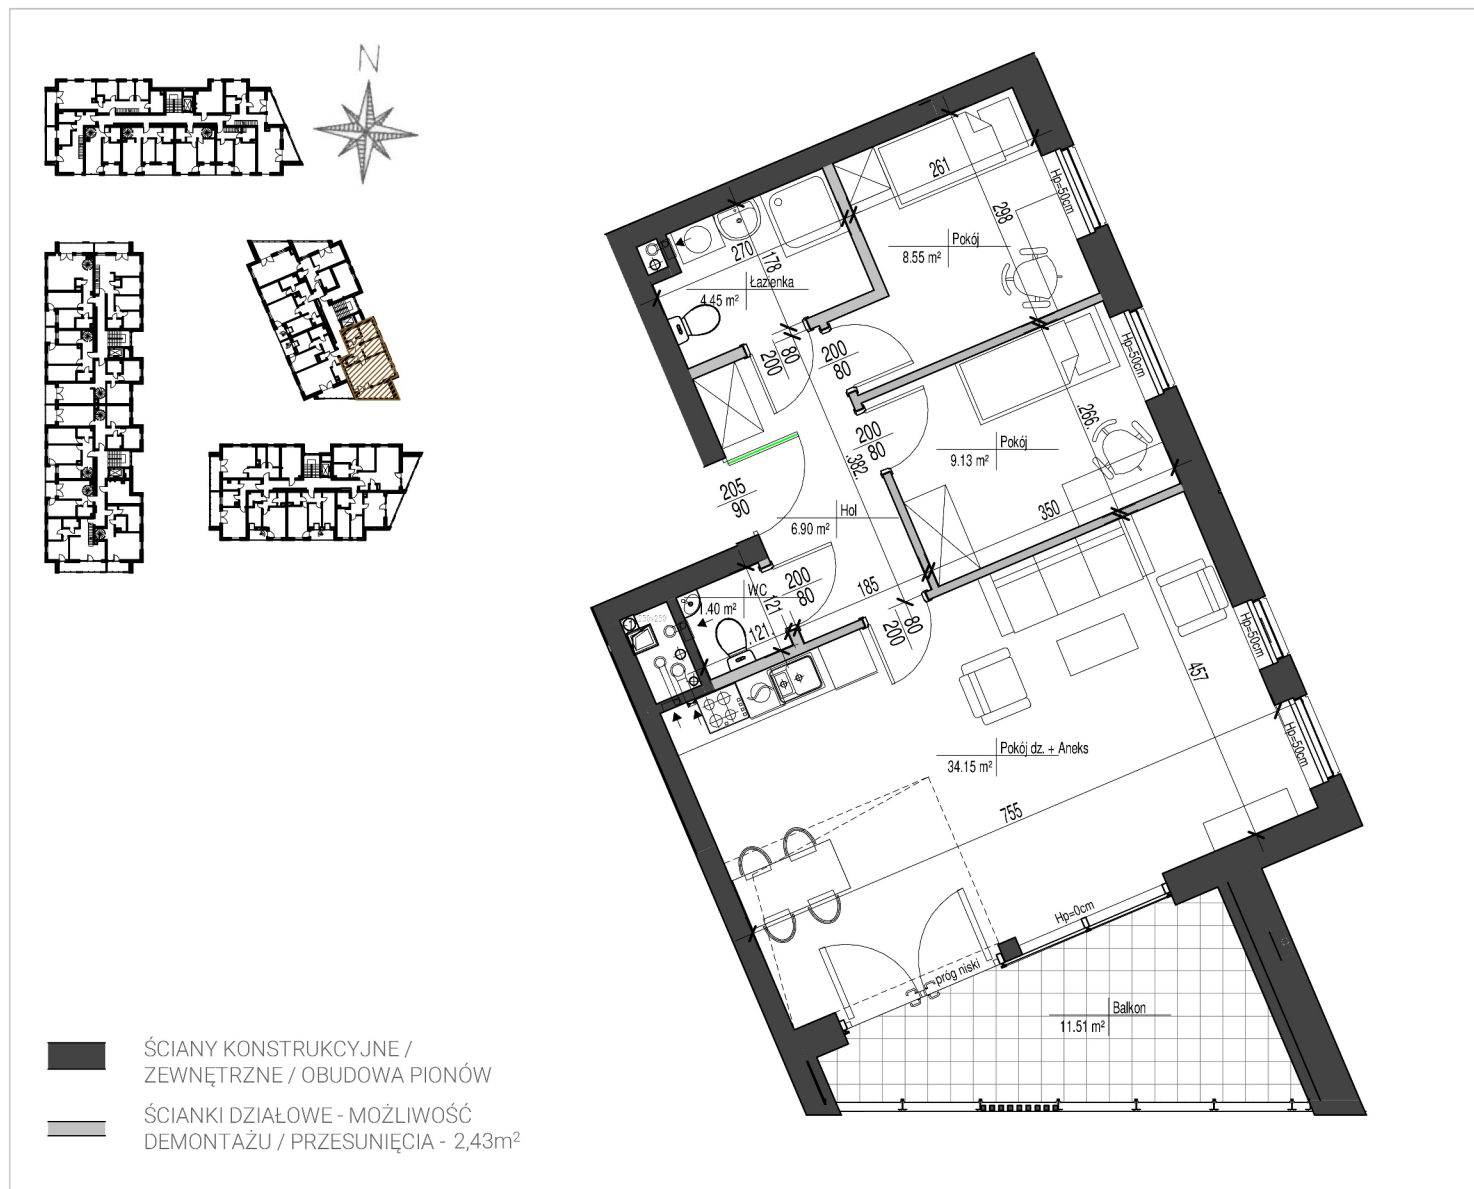 N
261
Hp=50cm
298
Pokój
8.55 m²
270
178
Łazienka
4.45 m²
80
200
200
80
Hp=50cm
.266.
200
80
Pokój
9.13 m²
.382.
205
90
350
Hol
6.90 m²
200
80
185
WC
1.40 m²
121
.121.
80
200
Hp=50cm
457
Pokój dz. + Aneks
34.15 m²
Hp=50cm
755
Hp=0cm
próg niski
Balkon
11.51 m²
ŚCIANY KONSTRUKCYJNE /
ZEWNĘTRZNE / OBUDOWA PIONÓW
ŚCIANKI DZIAŁOWE - MOŻLIWOŚĆ
DEMONTAŻU / PRZESUNIĘCIA - 2,43m²